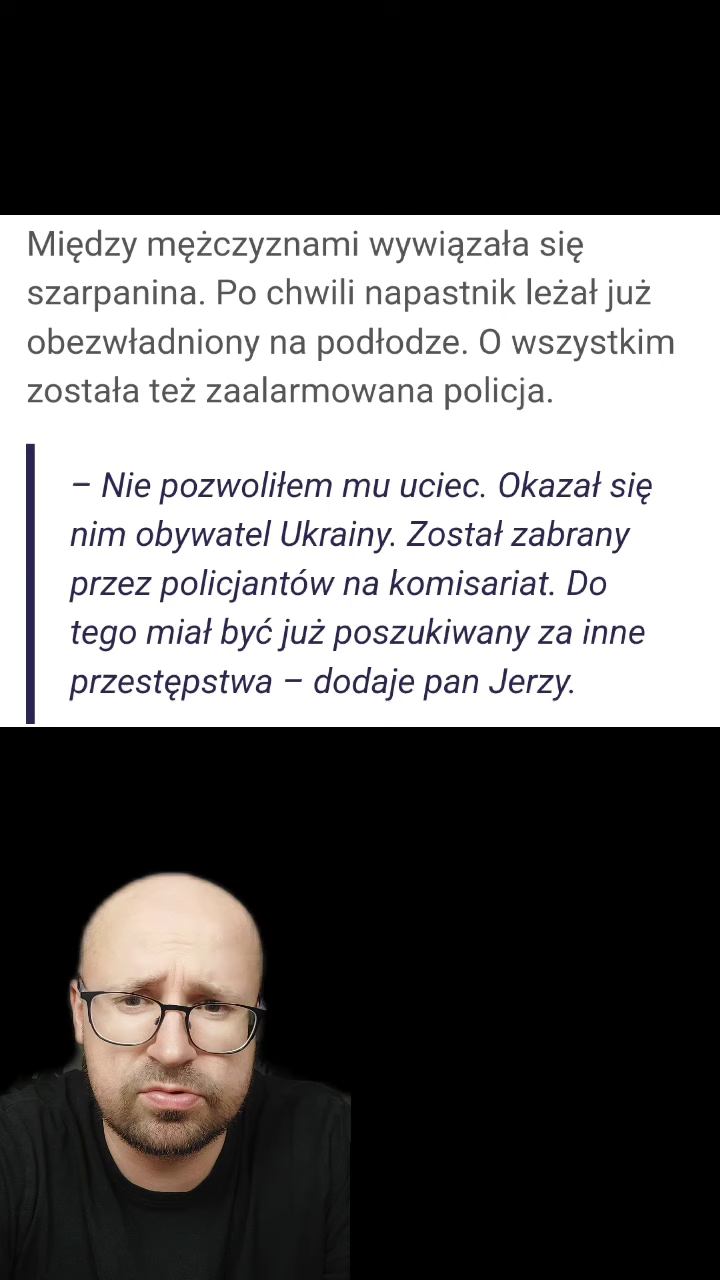 Między mężczyznami wywiązała się
szarpanina. Po chwili napastnik leżał już
obezwładniony na podłodze. O wszystkim
została też zaalarmowana policja.
– Nie pozwoliłem mu uciec. Okazał się
nim obywatel Ukrainy. Został zabrany
przez policjantów na komisariat. Do
tego miał być już poszukiwany za inne
przestępstwa – dodaje pan Jerzy.